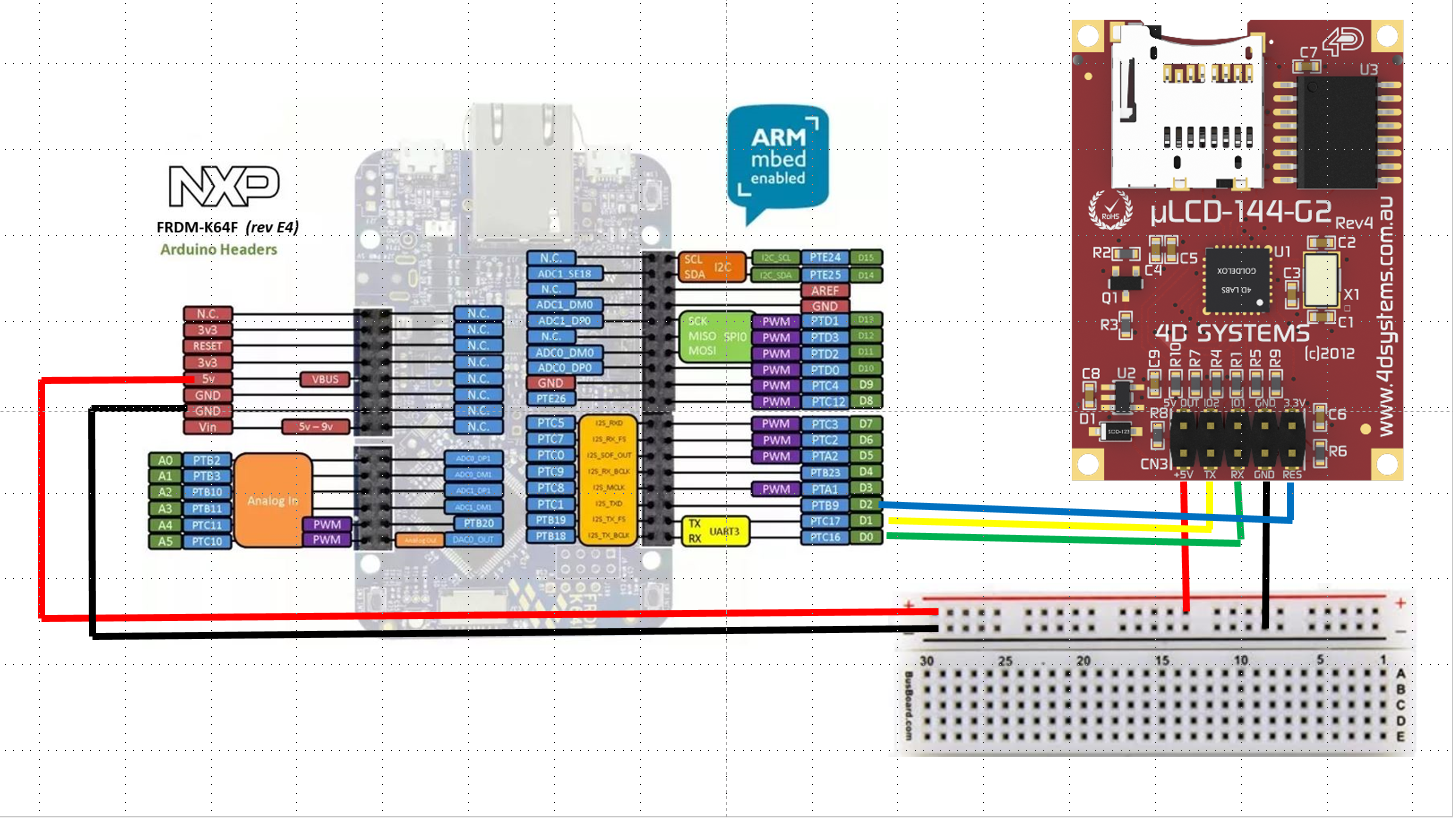 NXP
FRDM-K64F (rev E4)
Arduino Headers
ARM
mbed
enabled
N.C.
3v3
RESET
3v3
5v
VBUS
GND
GND
Vin
5v – 9v
N.C.
N.C.
N.C.
N.C.
N.C.
N.C.
N.C.
N.C.
A0 PTB2
A1 PTB3
A2 PTB10
A3 PTB11
A4 PTC11 PWM
A5 PTC10 PWM
Analog In
ADC0_DP1
ADC0_DM1
ADC1_DP1
ADC1_DM1
PTB20
Analog Out DAC0_OUT
N.C.
ADC1_SE18
N.C.
ADC1_DM0
ADC1_DP0
N.C.
ADC0_DM0
ADC0_DP0
GND
PTE26
PTC5 I2S_RXD
PTC7 I2S_RX_FS
PTC0 I2S_SOF_OUT
PTC9 I2S_RX_BCLK
PTC8 I2S_MCLK
PTC1 I2S_TXD
PTB19 I2S_TX_FS
PTB18 I2S_TX_BCLK
SCL
SDA
I2C
I2C_SCL PTE24 D15
I2C_SDA PTE25 D14
AREF
GND
SCK
MISO SPI0
MOSI
PWM PTD1 D13
PWM PTD3 D12
PWM PTD2 D11
PWM PTD0 D10
PWM PTC4 D9
PWM PTC12 D8
PWM PTC3 D7
PWM PTC2 D6
PWM PTA2 D5
PTB23 D4
PWM PTA1 D3
PTB9 D2
TX
RX
UART3
PTC17 D1
PTC16 D0
4D
C7
U3
RoHS
µLCD-144-G2
Rev4
R2
C4
C5
U1
C2
GOLDELOX
4D LABS
C3
X1
Q1
R3
C1
4D SYSTEMS
(c)2012
www.4dsystems.com.au
C9 R10 R7 R4 R1 R5 R9
C8
U2
D1
SOD-123
R8
5V OUT IO2 IO1 GND 3.3V
C6
R6
CN3
+5V TX RX GND RES
+ +
– –
30 25 20 15 10 5 1
BusBoard.com
A
B
C
D
E